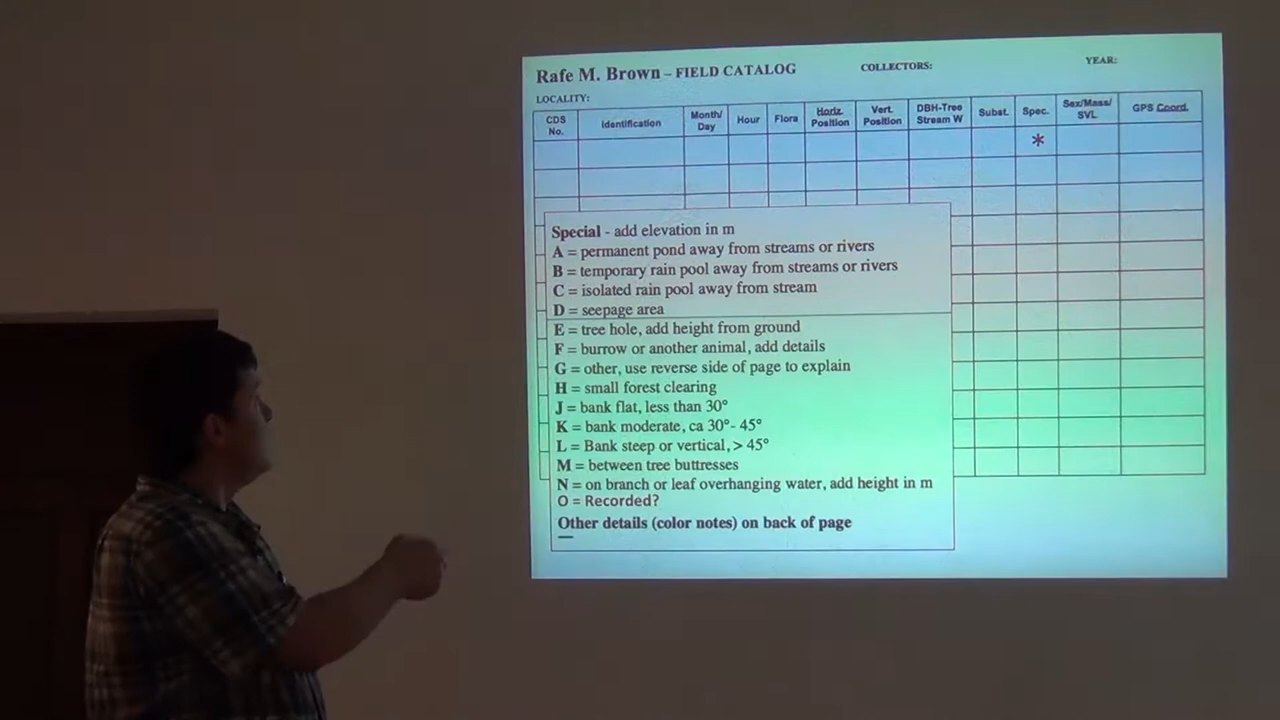 Rafe M. Brown – FIELD CATALOG COLLECTORS: YEAR:
LOCALITY:
CDS No. Identification Month/ Day Hour Flora Horiz. Position Vert. Position DBH-Tree Stream W Subst. Spec. Sex/Mass/ SVL GPS Coord.
*
Special - add elevation in m
A = permanent pond away from streams or rivers
B = temporary rain pool away from streams or rivers
C = isolated rain pool away from stream
D = seepage area
E = tree hole, add height from ground
F = burrow or another animal, add details
G = other, use reverse side of page to explain
H = small forest clearing
J = bank flat, less than 30°
K = bank moderate, ca 30°- 45°
L = Bank steep or vertical, > 45°
M = between tree buttresses
N = on branch or leaf overhanging water, add height in m
O = Recorded?
Other details (color notes) on back of page